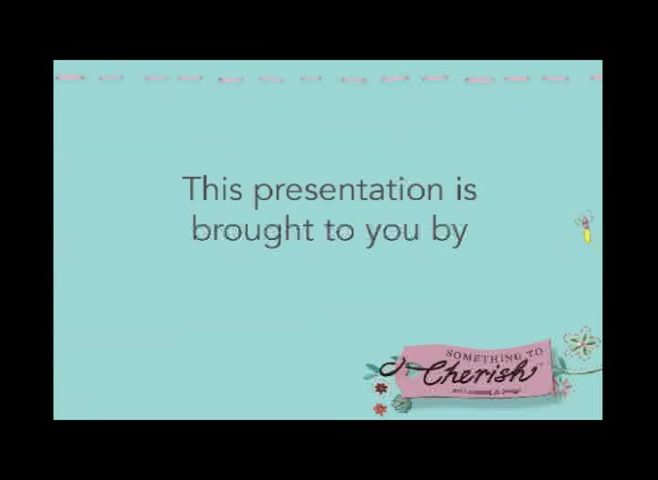 This presentation is
brought to you by
SOMETHING TO
Cherish